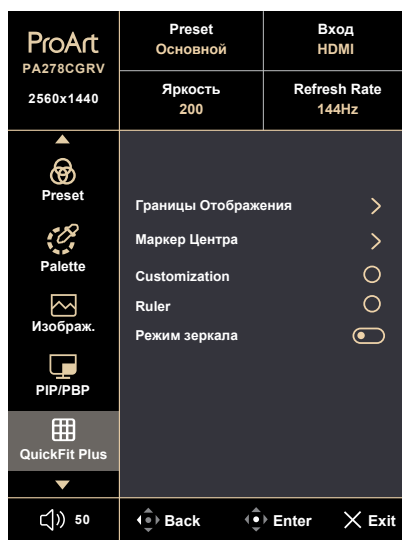 ProArt
PA278CGRV
2560x1440
Preset
Основной
Вход
HDMI
Яркость
200
Refresh Rate
144Hz
Preset
Palette
Изображ.
PIP/PBP
QuickFit Plus
Границы Отображения
Маркер Центра
Customization
Ruler
Режим зеркала
50
Back
Enter
Exit